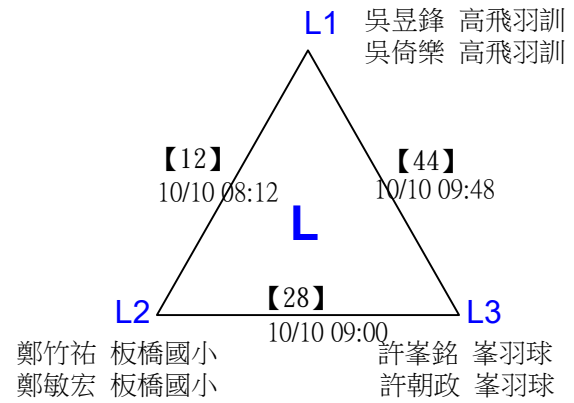 L1 吳昱鋒 高飛羽訓
吳倚樂 高飛羽訓
【12】
10/10 08:12
【44】
10/10 09:48
L
【28】
10/10 09:00
L2
鄭竹祐 板橋國小
鄭敏宏 板橋國小
L3
許峯銘 峯羽球
許朝政 峯羽球